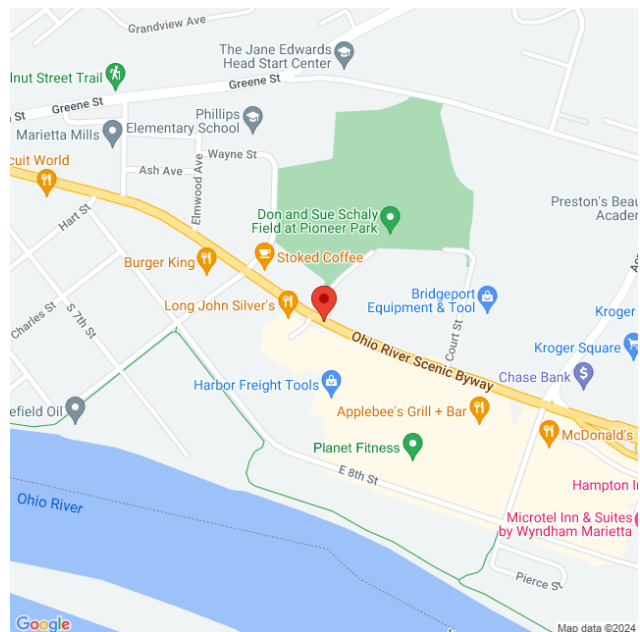 Grandview Ave
The Jane Edwards
Head Start Center
lnut Street Trail
Greene St
Greene St
e St
Phillips
Elementary School
Marietta Mills
Wayne St
cuit World
Ash Ave
Elmwood Ave
Preston's Beau
Academ
Don and Sue Schaly
Field at Pioneer Park
Hart St
Burger King
Stoked Coffee
Bridgeport
Equipment & Tool
Long John Silver's
S 7th St
Charles St
Kroger
Kroger Square
Court St
Ohio River Scenic Byway
Harbor Freight Tools
Chase Bank
efield Oil
Applebee's Grill + Bar
McDonald's
Planet Fitness
E 8th St
Hampton In
Ohio River
Microtel Inn & Suites
by Wyndham Marietta
Pierce S
Google
Map data ©2024